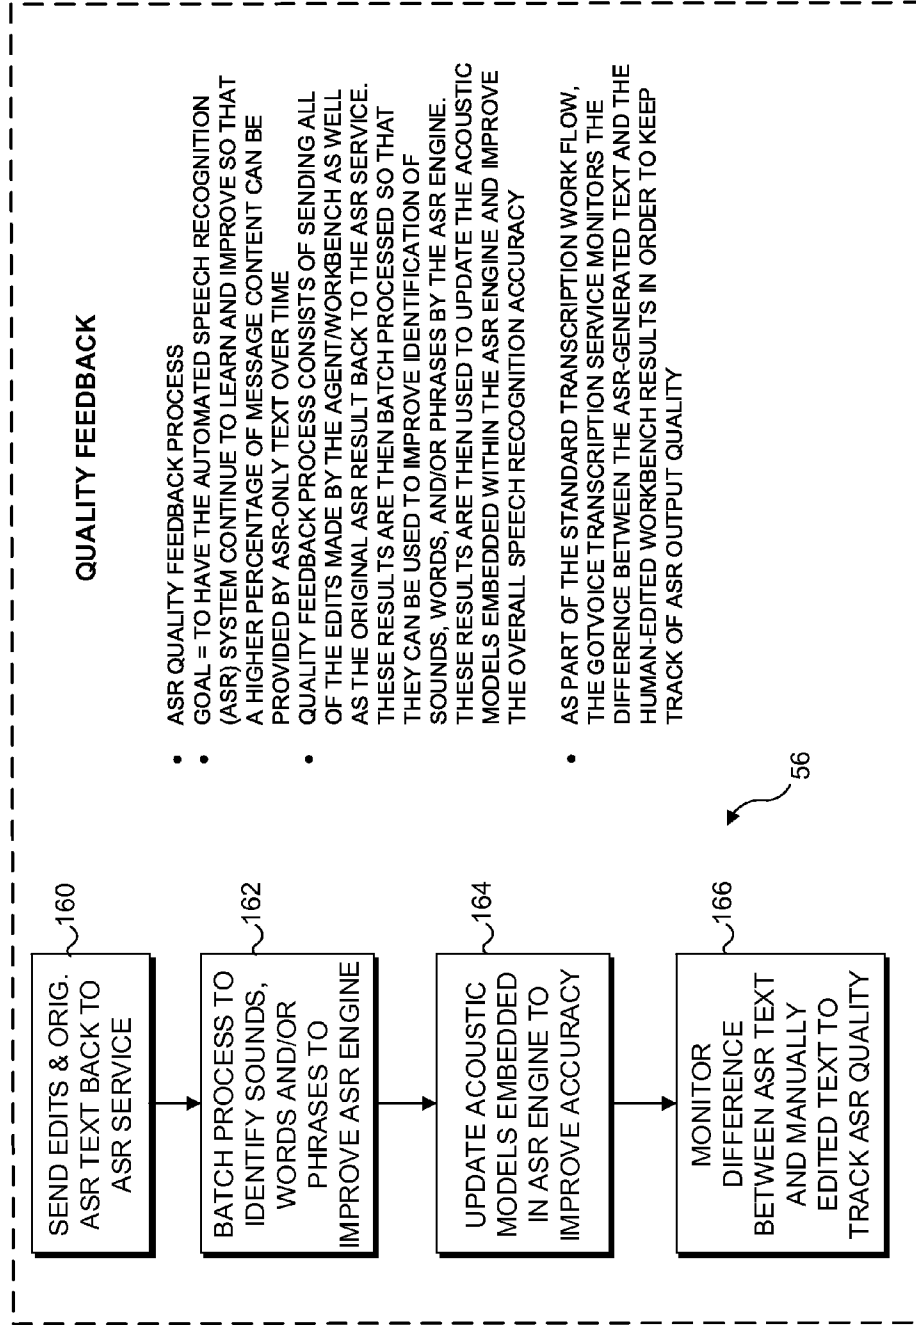 QUALITY FEEDBACK
SEND EDITS & ORIG.
ASR TEXT BACK TO
ASR SERVICE
160
BATCH PROCESS TO
IDENTIFY SOUNDS,
WORDS AND/OR
PHRASES TO
IMPROVE ASR ENGINE
162
UPDATE ACOUSTIC
MODELS EMBEDDED
IN ASR ENGINE TO
IMPROVE ACCURACY
164
MONITOR
DIFFERENCE
BETWEEN ASR TEXT
AND MANUALLY
EDITED TEXT TO
TRACK ASR QUALITY
166
56
• ASR QUALITY FEEDBACK PROCESS
• GOAL = TO HAVE THE AUTOMATED SPEECH RECOGNITION
(ASR) SYSTEM CONTINUE TO LEARN AND IMPROVE SO THAT
A HIGHER PERCENTAGE OF MESSAGE CONTENT CAN BE
PROVIDED BY ASR-ONLY TEXT OVER TIME
• QUALITY FEEDBACK PROCESS CONSISTS OF SENDING ALL
OF THE EDITS MADE BY THE AGENT/WORKBENCH AS WELL
AS THE ORIGINAL ASR RESULT BACK TO THE ASR SERVICE.
THESE RESULTS ARE THEN BATCH PROCESSED SO THAT
THEY CAN BE USED TO IMPROVE IDENTIFICATION OF
SOUNDS, WORDS, AND/OR PHRASES BY THE ASR ENGINE.
THESE RESULTS ARE THEN USED TO UPDATE THE ACOUSTIC
MODELS EMBEDDED WITHIN THE ASR ENGINE AND IMPROVE
THE OVERALL SPEECH RECOGNITION ACCURACY
• AS PART OF THE STANDARD TRANSCRIPTION WORK FLOW,
THE GOTVOICE TRANSCRIPTION SERVICE MONITORS THE
DIFFERENCE BETWEEN THE ASR-GENERATED TEXT AND THE
HUMAN-EDITED WORKBENCH RESULTS IN ORDER TO KEEP
TRACK OF ASR OUTPUT QUALITY